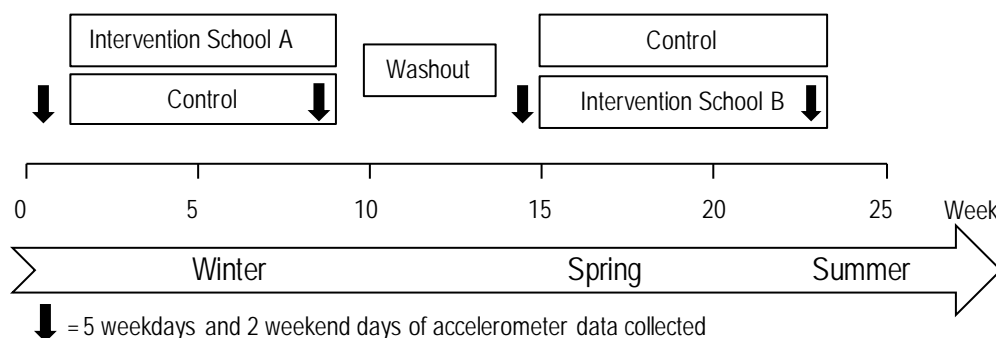 Intervention School A
Control
Washout
Control
Intervention School B
0 5 10 15 20 25 Week
Winter Spring Summer
= 5 weekdays and 2 weekend days of accelerometer data collected